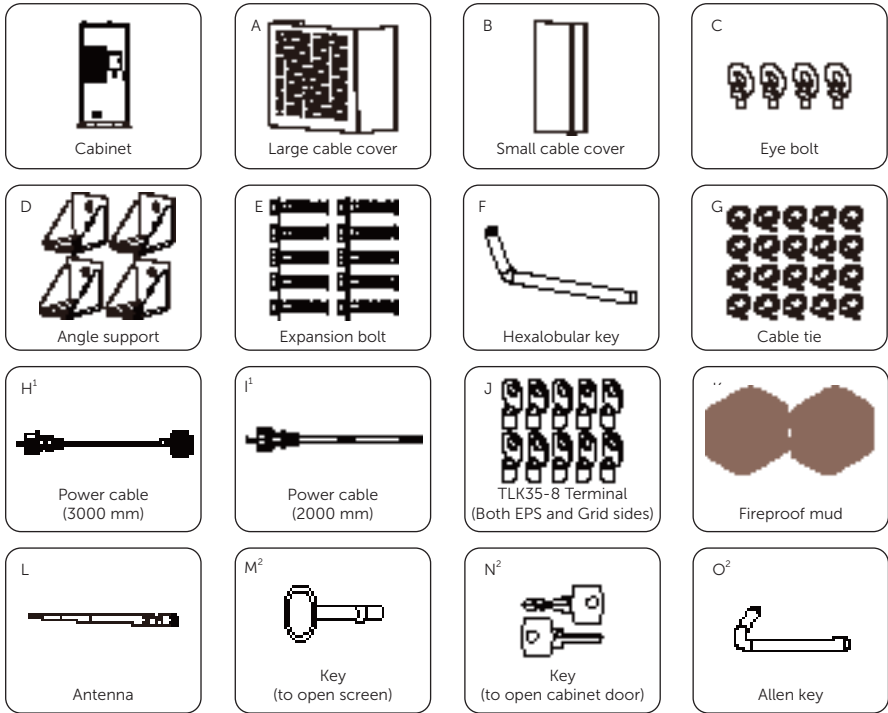 Cabinet
A
Large cable cover
B
Small cable cover
C
Eye bolt
D
Angle support
E
Expansion bolt
F
Hexalobular key
G
Cable tie
H¹
Power cable
(3000 mm)
I¹
Power cable
(2000 mm)
J
TLK35-8 Terminal
(Both EPS and Grid sides)
Fireproof mud
L
Antenna
M²
Key
(to open screen)
N²
Key
(to open cabinet door)
O²
Allen key